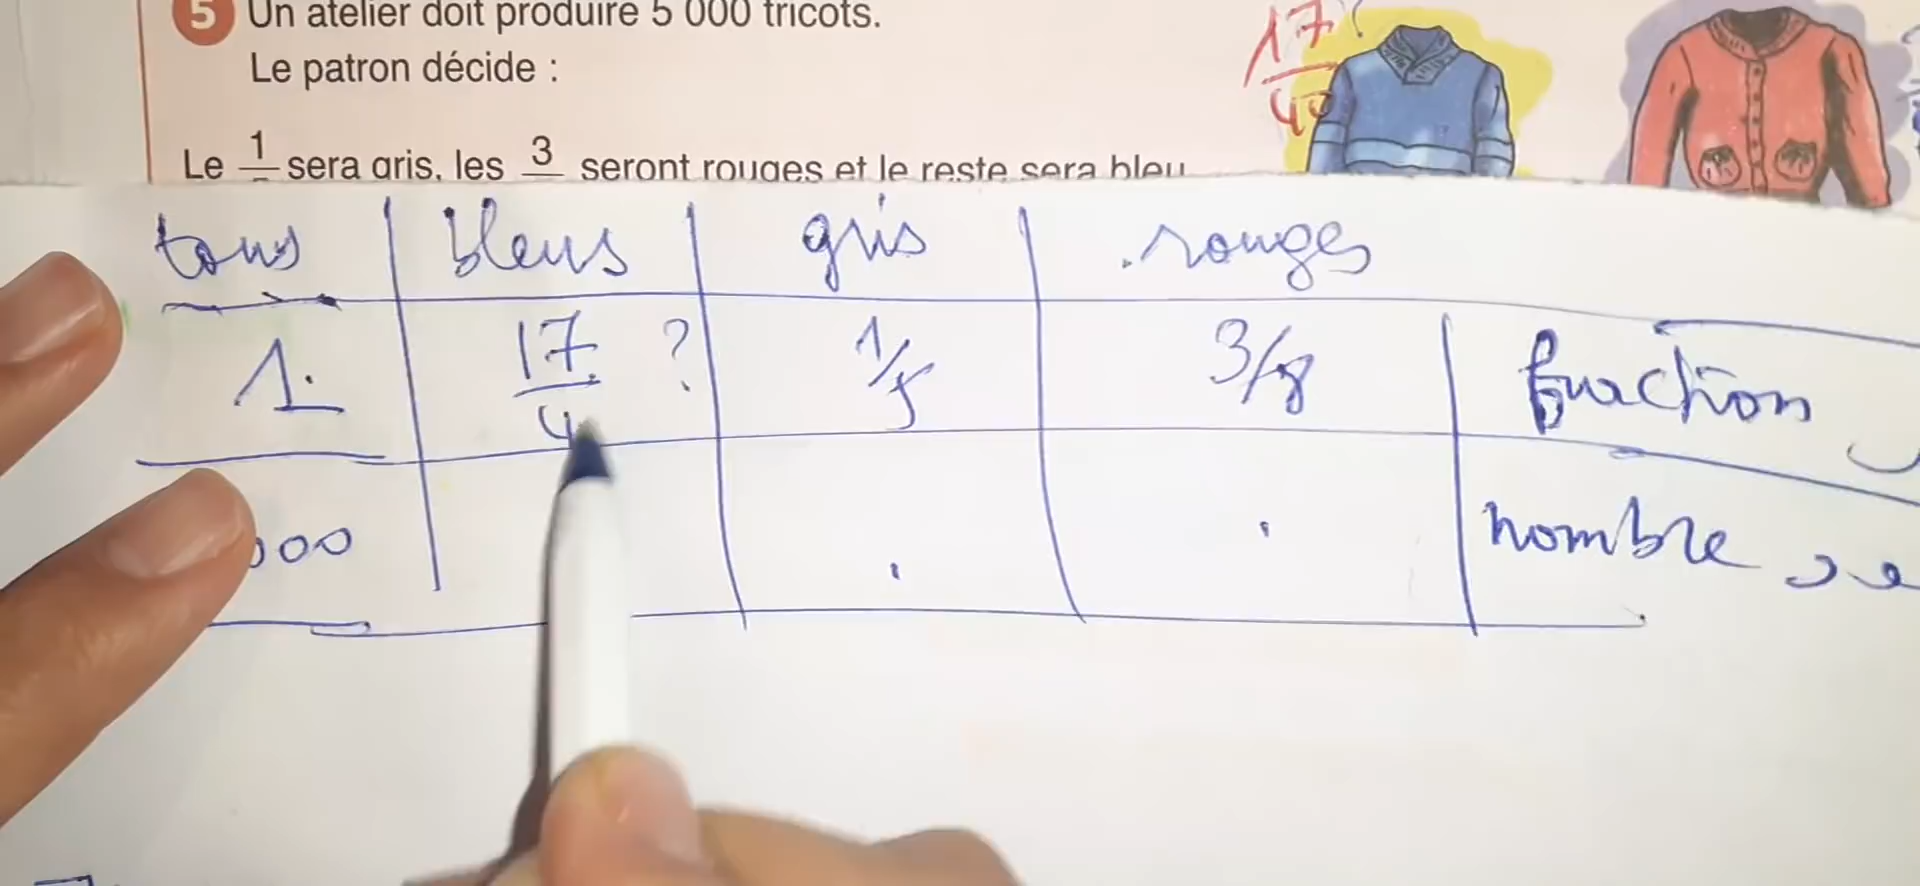 5 Un atelier doit produire 5 000 tricots.
Le patron décide :
17
40
Le 1 sera gris, les 3 seront rouges et le reste sera bleu
tous bleus gris rouges
1 17/4 ? 1/5 3/8 fraction
000 nombre